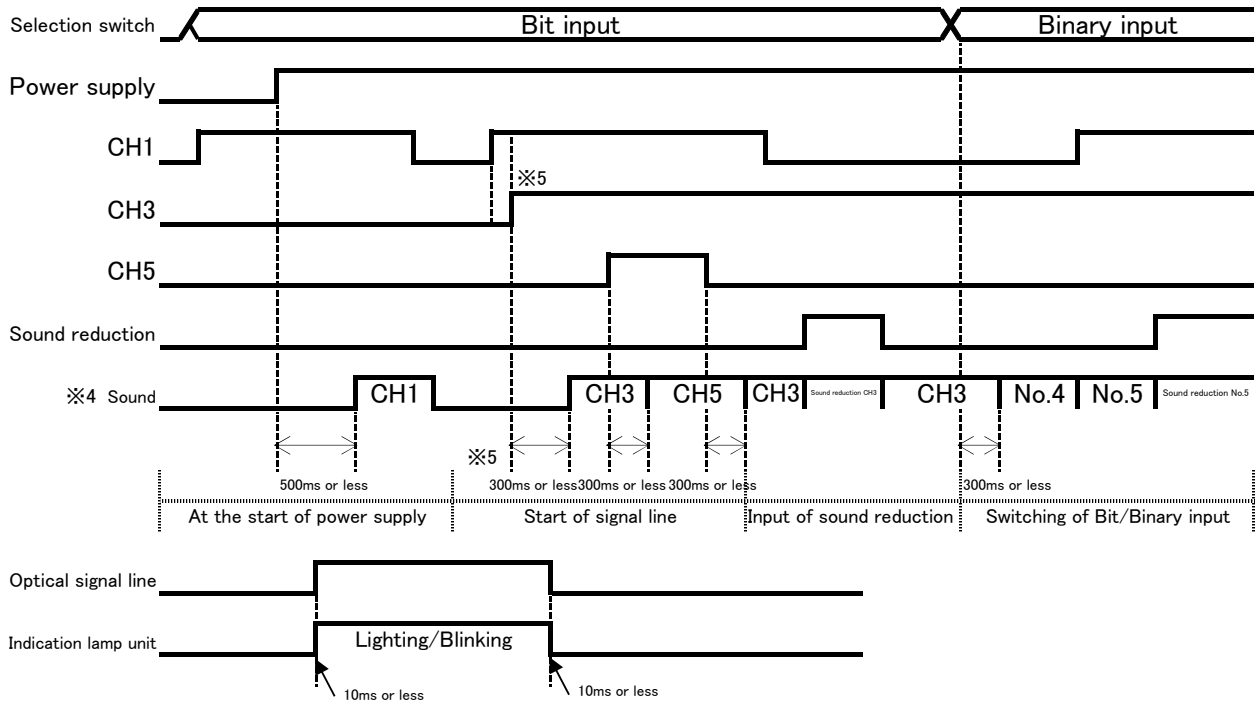 Selection switch Bit input Binary input
Power supply
CH1
※5
CH3
CH5
Sound reduction
※4 Sound CH1 CH3 CH5 CH3 Sound reduction CH3 CH3 No.4 No.5 Sound reduction No.5
※5
500ms or less 300ms or less 300ms or less 300ms or less 300ms or less
At the start of power supply Start of signal line Input of sound reduction Switching of Bit/Binary input
Optical signal line
Indication lamp unit Lighting/Blinking
10ms or less 10ms or less